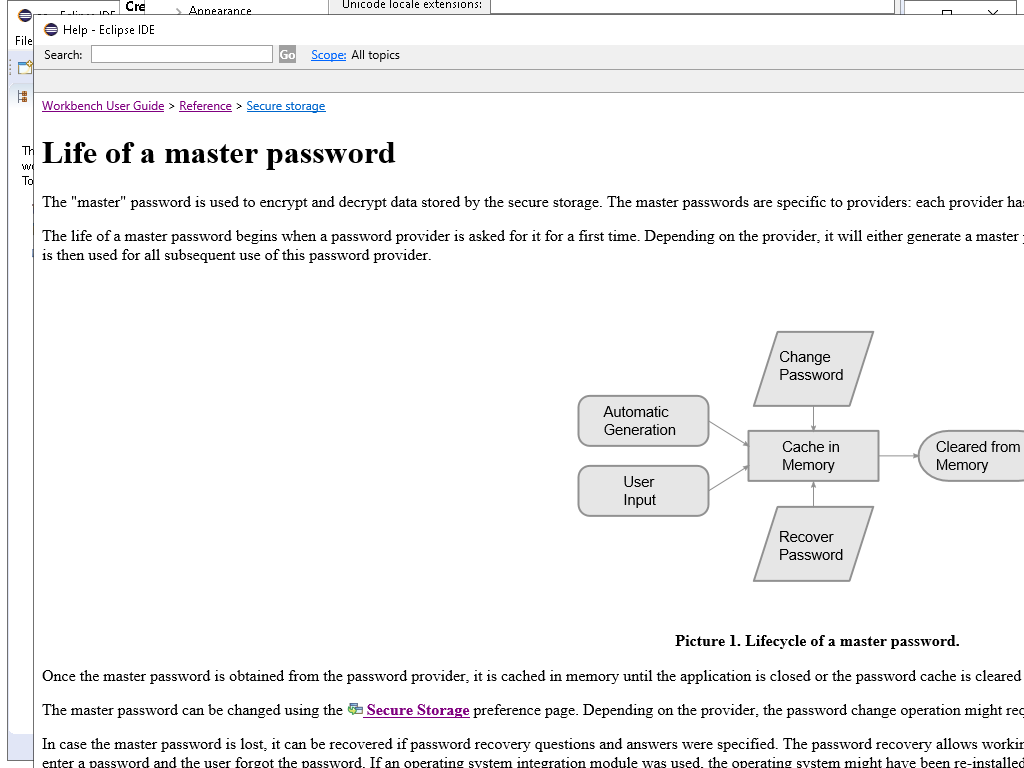 Cre
Appearance
Unicode locale extensions:
Eclipse IDE
File
Help - Eclipse IDE
Search:
Go
Scope: All topics
Workbench User Guide > Reference > Secure storage
Life of a master password
The "master" password is used to encrypt and decrypt data stored by the secure storage. The master passwords are specific to providers: each provider has
The life of a master password begins when a password provider is asked for it for a first time. Depending on the provider, it will either generate a master
is then used for all subsequent use of this password provider.
Change
Password
Automatic
Generation
Cache in
Memory
Cleared from
Memory
User
Input
Recover
Password
Picture 1. Lifecycle of a master password.
Once the master password is obtained from the password provider, it is cached in memory until the application is closed or the password cache is cleared
The master password can be changed using the Secure Storage preference page. Depending on the provider, the password change operation might req
In case the master password is lost, it can be recovered if password recovery questions and answers were specified. The password recovery allows workin
enter a password and the user forgot the password. If an operating system integration module was used, the operating system might have been re-installed